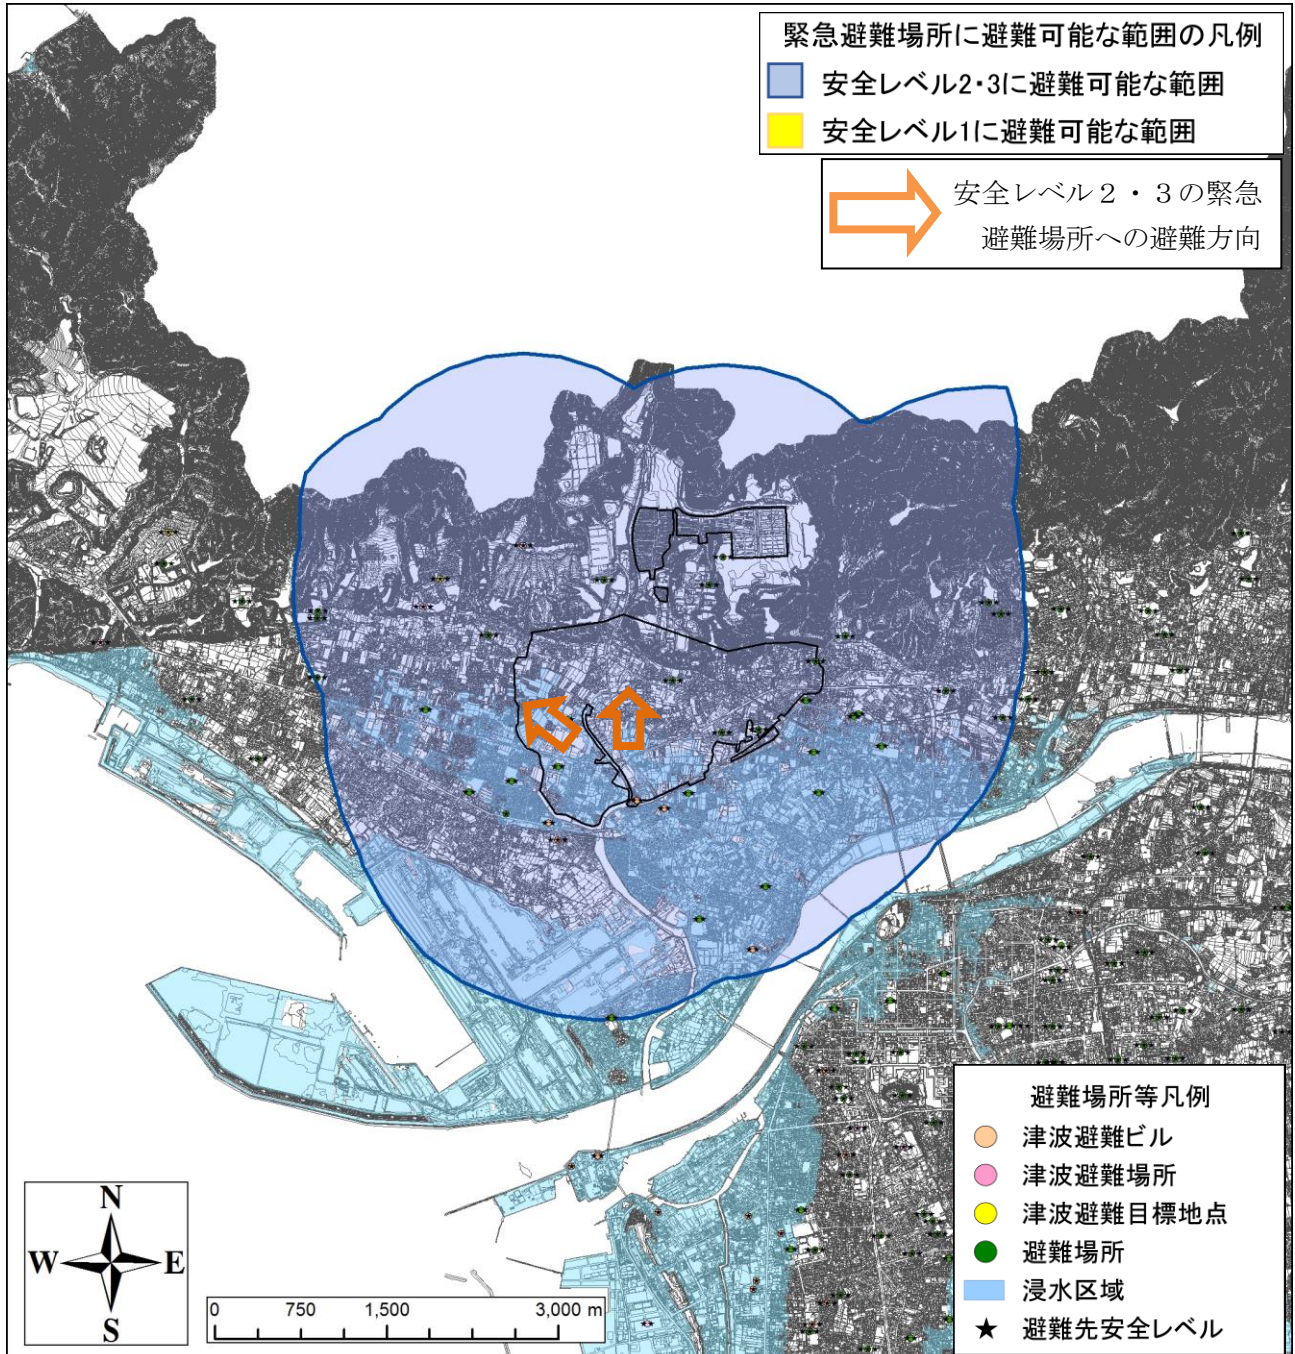 緊急避難場所に避難可能な範囲の凡例
安全レベル2・3に避難可能な範囲
安全レベル1に避難可能な範囲
安全レベル２・３の緊急
避難場所への避難方向
避難場所等凡例
津波避難ビル
津波避難場所
津波避難目標地点
避難場所
浸水区域
★ 避難先安全レベル
N
W E
S
0 750 1,500 3,000 m